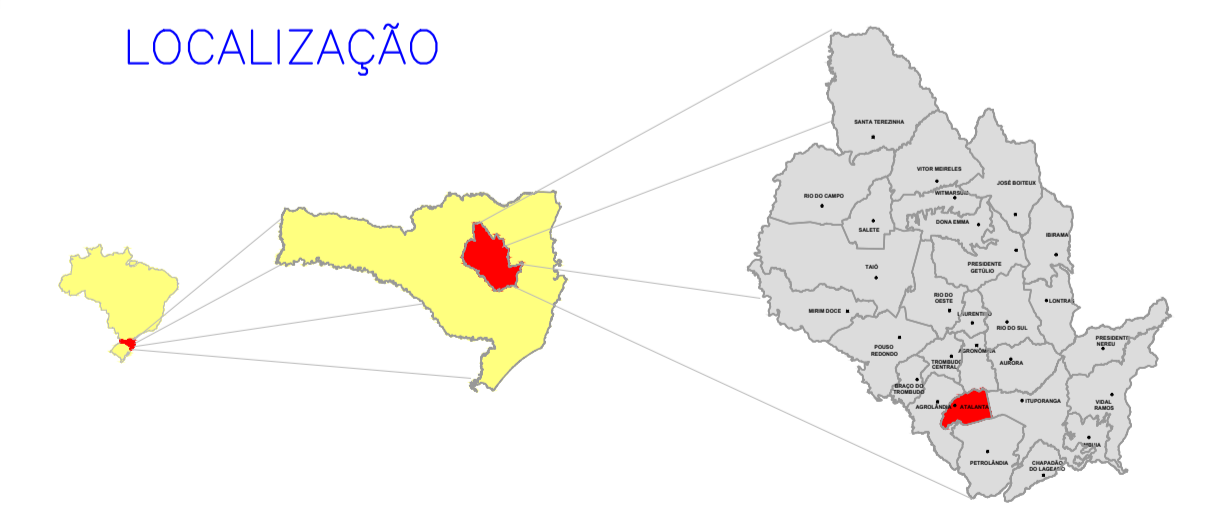 LOCALIZAÇÃO
SANTA TEREZINHA
VITOR MEIRELES
JOSÉ BOITEUX
RIO DO CAMPO
WITMARSUM
SALETE
DONA EMMA
IBIRAMA
TAIÓ
PRESIDENTE
GETÚLIO
RIO DO
OESTE
LONTRA
MIRIM DOCE
LAURENTINO
RIO DO SUL
POUSO
REDONDO
PRESIDENTE
NEREU
AGRONÔMICA
TROMBUDO
CENTRAL
AURORA
BRAÇO DO
TROMBUDO
AGROLÂNDIA
ATALANTA
ITUPORANGA
VIDAL
RAMOS
PETROLÂNDIA
CHAPADÃO
DO LAGEADO